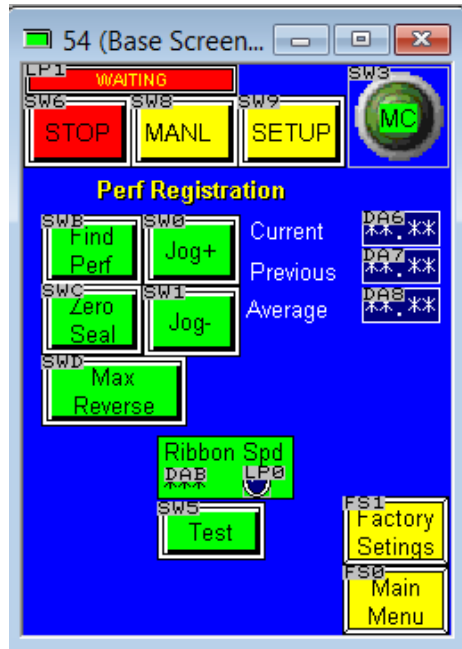 54 (Base Screen...
LP1
WAITING
SW3
SW6 SW8 SW9
STOP MANL SETUP MC
Perf Registration
SWB SW0
Find Perf
Jog+
Current
DA6
**.**
Previous
DA7
**.**
SWC SW1
Zero Seal
Jog-
Average
DA8
**.**
SWD
Max
Reverse
Ribbon Spd
DAB LP0
***
SW5
Test
FS1
Factory
Setings
FS0
Main
Menu